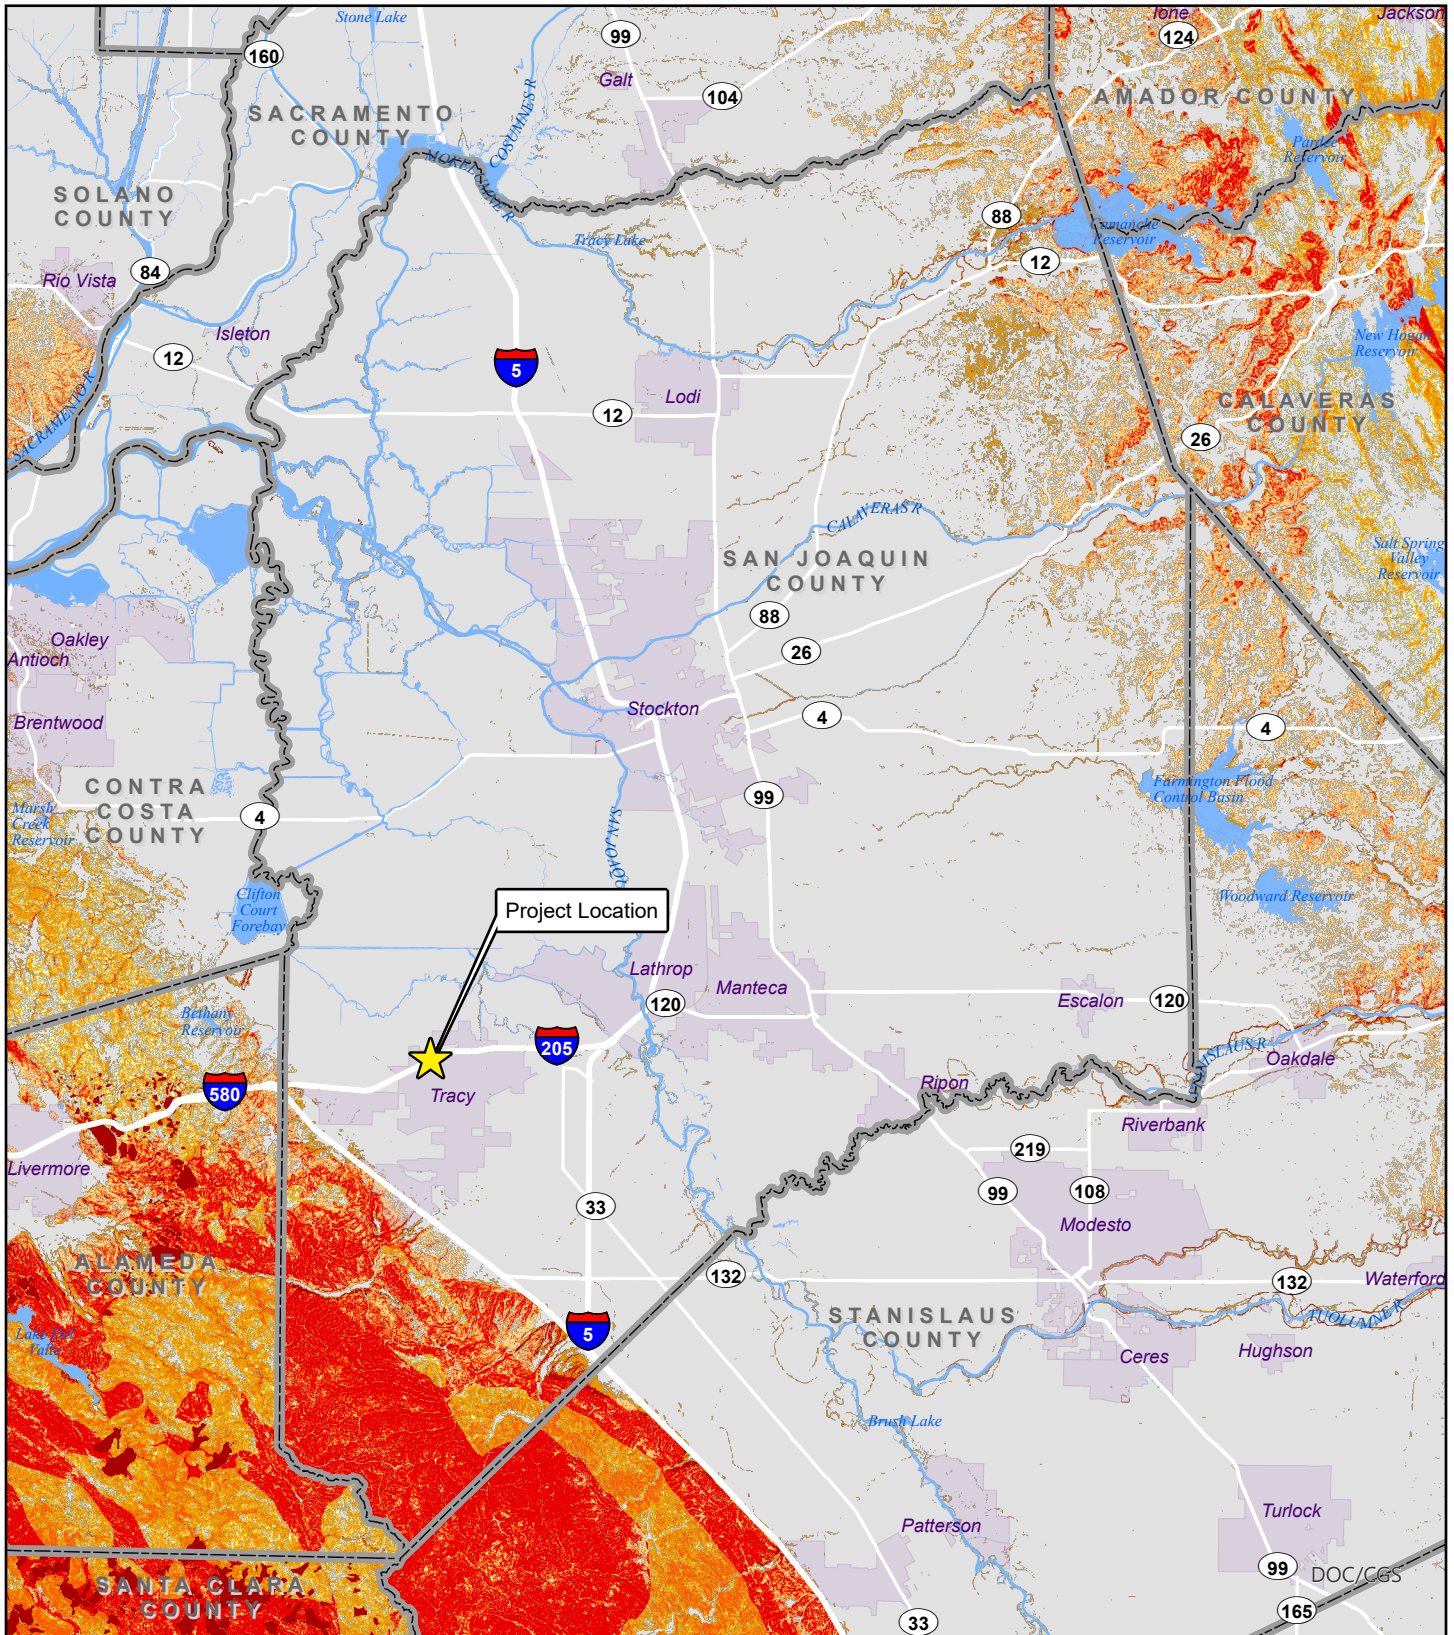 Stone Lake
99
Ione
Jackson
160
124
Galt
104
SACRAMENTO
COUNTY
COSUMNES R
AMADOR COUNTY
Pardee
Reservoir
MOKELUMNE R
SOLANO
COUNTY
88
Camanche
Reservoir
Tracy Lake
12
Rio Vista
84
Isleton
12
New Hogan
Reservoir
5
SACRAMENTO R
Lodi
12
CALAVERAS
COUNTY
26
CALAVERAS R
SAN JOAQUIN
COUNTY
Salt Spring
Valley
Reservoir
88
Oakley
Antioch
26
Brentwood
Stockton
4
4
CONTRA
COSTA
COUNTY
Farmington Flood
Control Basin
99
Marsh
Creek
Reservoir
4
SAN JOAQU
Clifton
Court
Forebay
Woodward Reservoir
Project Location
Lathrop
Manteca
Escalon
120
120
Bethany
Reservoir
205
Oakdale
580
Tracy
Ripon
Riverbank
219
Livermore
99
108
33
Modesto
ALAMEDA
COUNTY
132
132
Waterford
5
STANISLAUS
COUNTY
TUOLUMNE R
Lake Del
Valle
Ceres
Hughson
Brush Lake
Turlock
Patterson
99
DOC/CGS
SANTA CLARA
COUNTY
33
165